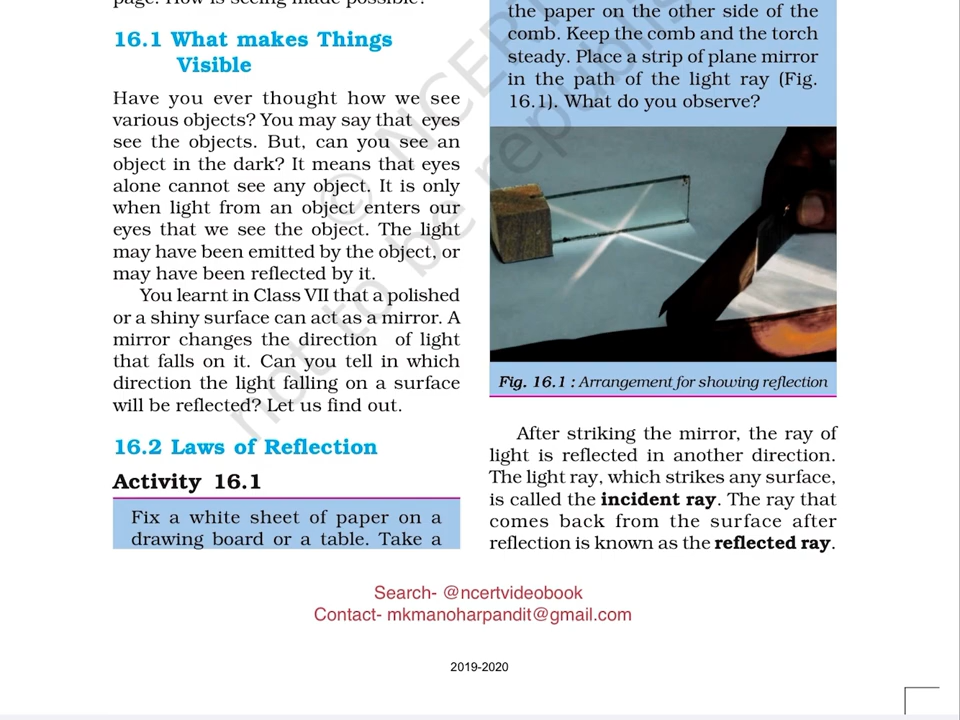 page. How is seeing made possible?
16.1 What makes Things
Visible
Have you ever thought how we see
various objects? You may say that eyes
see the objects. But, can you see an
object in the dark? It means that eyes
alone cannot see any object. It is only
when light from an object enters our
eyes that we see the object. The light
may have been emitted by the object, or
may have been reflected by it.
You learnt in Class VII that a polished
or a shiny surface can act as a mirror. A
mirror changes the direction of light
that falls on it. Can you tell in which
direction the light falling on a surface
will be reflected? Let us find out.
16.2 Laws of Reflection
Activity 16.1
Fix a white sheet of paper on a
drawing board or a table. Take a
the paper on the other side of the
comb. Keep the comb and the torch
steady. Place a strip of plane mirror
in the path of the light ray (Fig.
16.1). What do you observe?
Fig. 16.1 : Arrangement for showing reflection
After striking the mirror, the ray of
light is reflected in another direction.
The light ray, which strikes any surface,
is called the incident ray. The ray that
comes back from the surface after
reflection is known as the reflected ray.
© NCERT
not to be republis
Search- @ncertvideobook
Contact- mkmanoharpandit@gmail.com
2019-2020